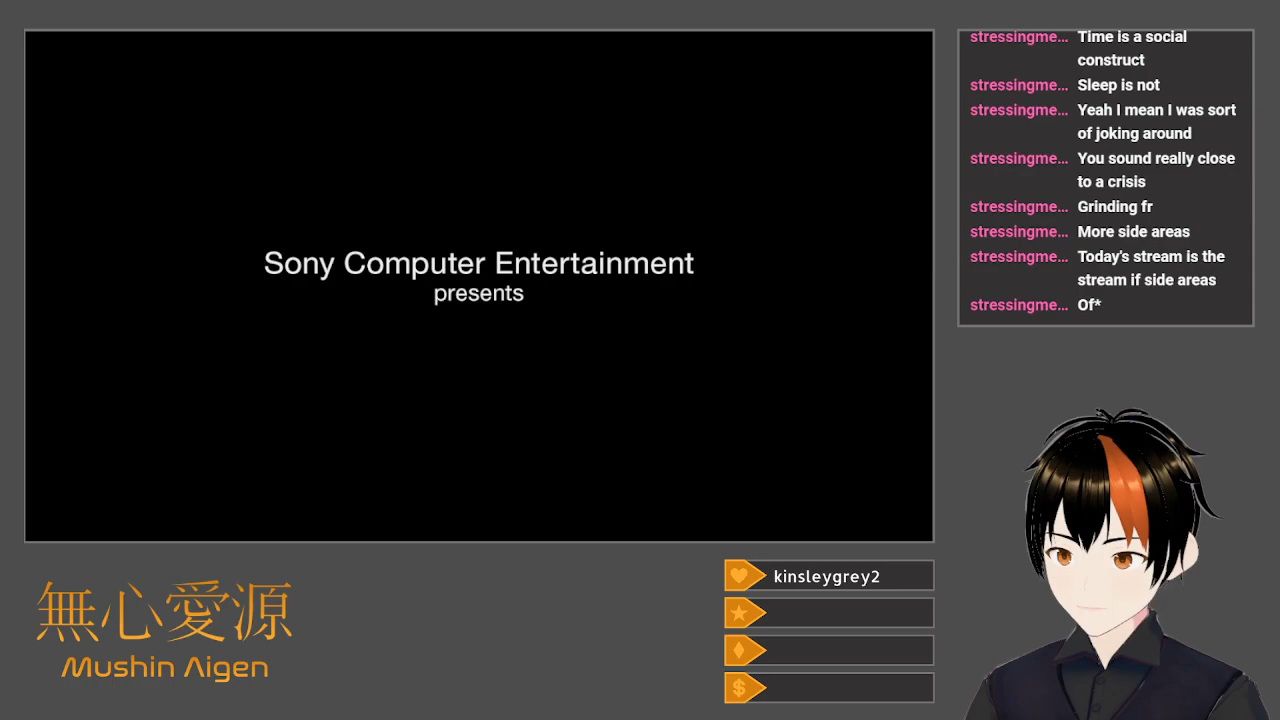 Sony Computer Entertainment
presents
stressingme... Time is a social
construct
stressingme... Sleep is not
stressingme... Yeah I mean I was sort
of joking around
stressingme... You sound really close
to a crisis
stressingme... Grinding fr
stressingme... More side areas
stressingme... Today's stream is the
stream if side areas
stressingme... Of*
kinsleygrey2
$
無心愛源
Mushin Aigen